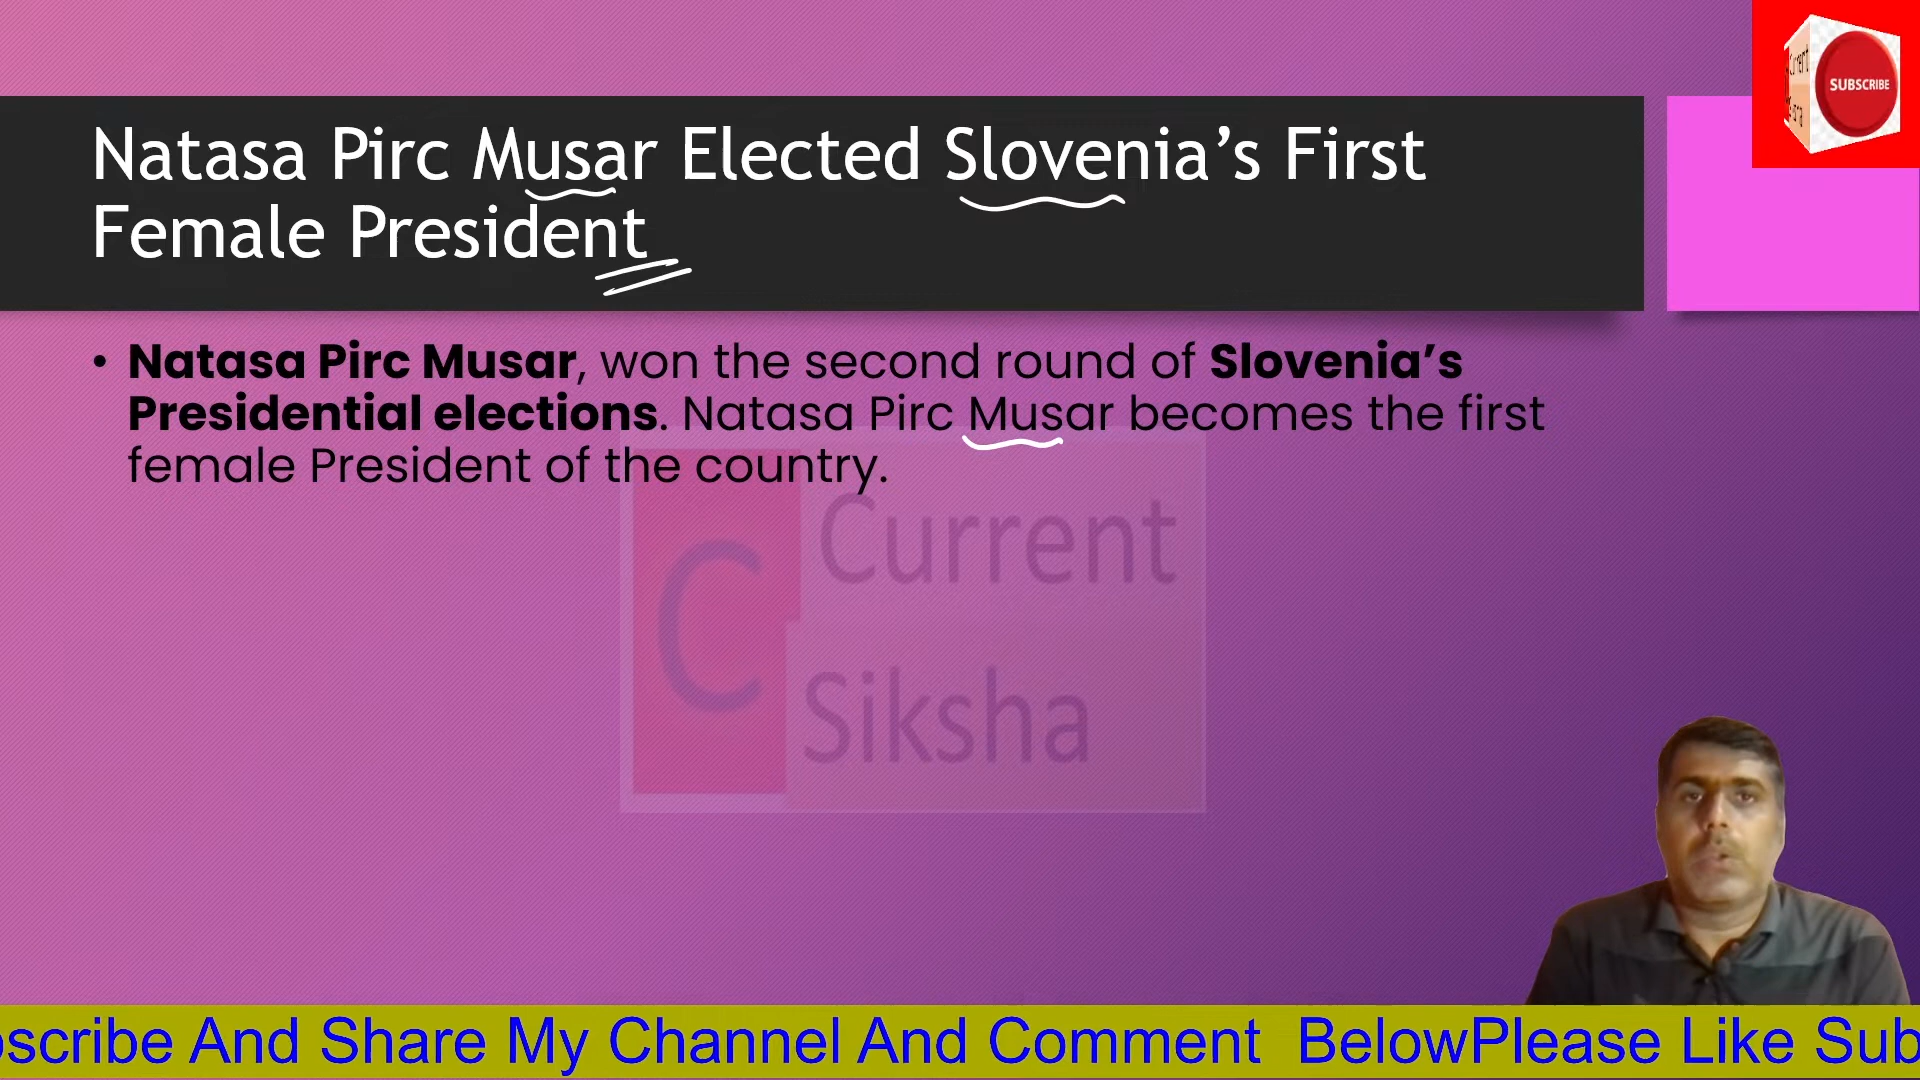 SUBSCRIBE
Natasa Pirc Musar Elected Slovenia’s First
Female President
• Natasa Pirc Musar, won the second round of Slovenia’s
Presidential elections. Natasa Pirc Musar becomes the first
female President of the country.
C
Current
Siksha
scribe And Share My Channel And Comment BelowPlease Like Sub